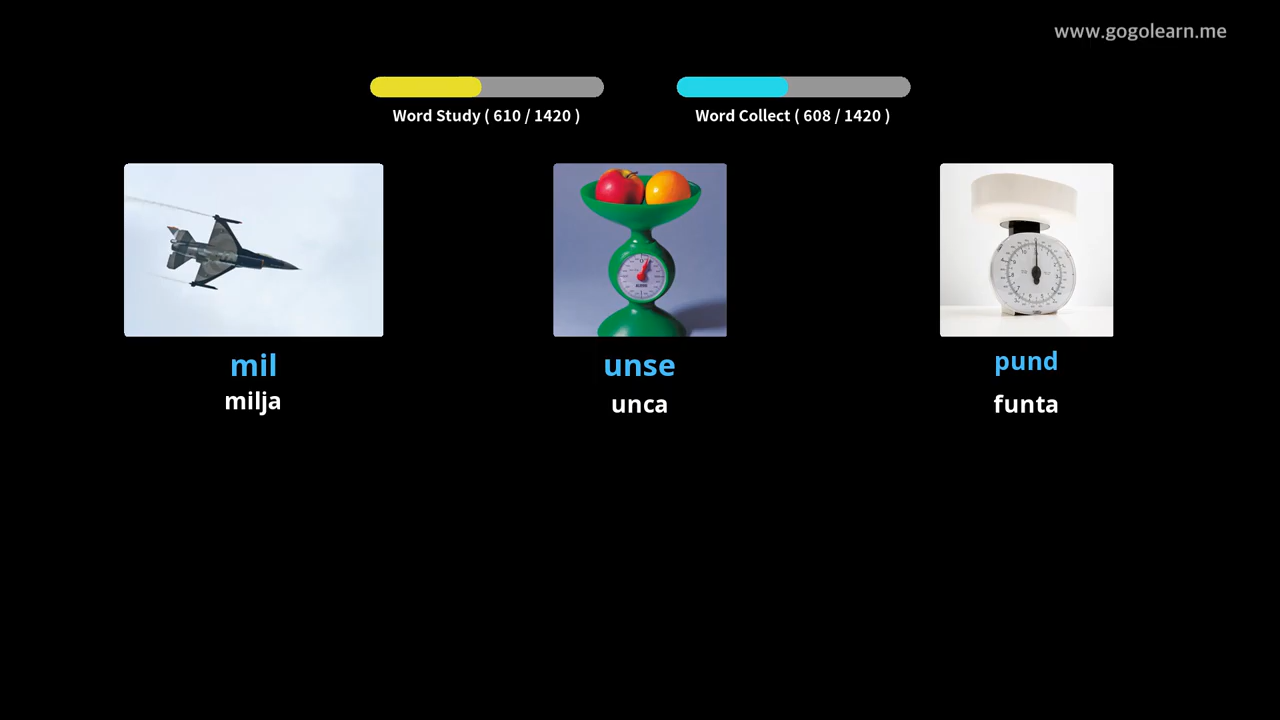 www.gogolearn.me
Word Study ( 610 / 1420 )
Word Collect ( 608 / 1420 )
mil
unse
pund
milja
unca
funta